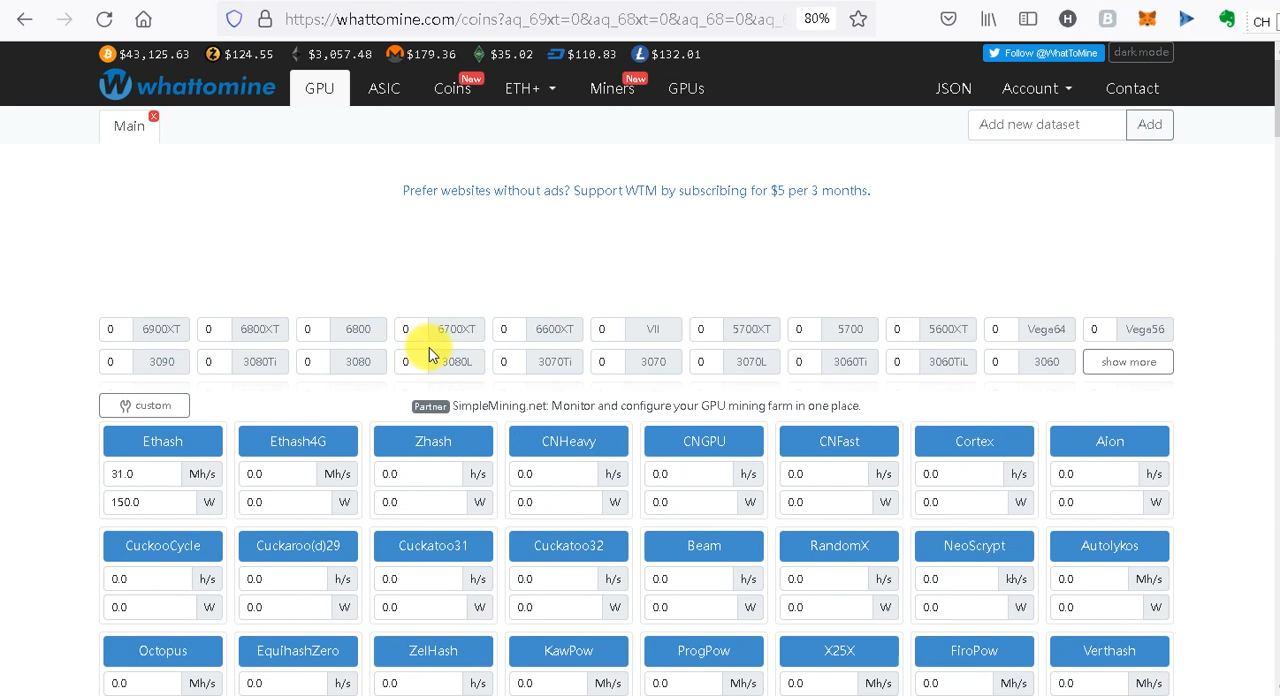 https://whattomine.com/coins?aq_69xt=0&aq_68xt=0&aq_68=0&aq_6 80% H B CH
$43,125.63 $124.55 $3,057.48 $179.36 $35.02 $110.83 $132.01 Follow @WhatToMine dark mode
whattomine GPU ASIC Coins New ETH+ Miners New GPUs JSON Account Contact
Main x Add new dataset Add
Prefer websites without ads? Support WTM by subscribing for $5 per 3 months.
0 6900XT 0 6800XT 0 6800 0 6700XT 0 6600XT 0 VII 0 5700XT 0 5700 0 5600XT 0 Vega64 0 Vega56
0 3090 0 3080Ti 0 3080 0 3080L 0 3070Ti 0 3070 0 3070L 0 3060Ti 0 3060TiL 0 3060 show more
custom Partner SimpleMining.net: Monitor and configure your GPU mining farm in one place.
Ethash Ethash4G Zhash CNHeavy CNGPU CNFast Cortex Aion
31.0 Mh/s 0.0 Mh/s 0.0 h/s 0.0 h/s 0.0 h/s 0.0 h/s 0.0 h/s 0.0 h/s
150.0 W 0.0 W 0.0 W 0.0 W 0.0 W 0.0 W 0.0 W 0.0 W
CuckooCycle Cuckaroo(d)29 Cuckatoo31 Cuckatoo32 Beam RandomX NeoScrypt Autolykos
0.0 h/s 0.0 h/s 0.0 h/s 0.0 h/s 0.0 h/s 0.0 h/s 0.0 kh/s 0.0 Mh/s
0.0 W 0.0 W 0.0 W 0.0 W 0.0 W 0.0 W 0.0 W 0.0 W
Octopus EquihashZero ZelHash KawPow ProgPow X25X FiroPow Verthash
0.0 Mh/s 0.0 h/s 0.0 h/s 0.0 Mh/s 0.0 Mh/s 0.0 Mh/s 0.0 Mh/s 0.0 Mh/s